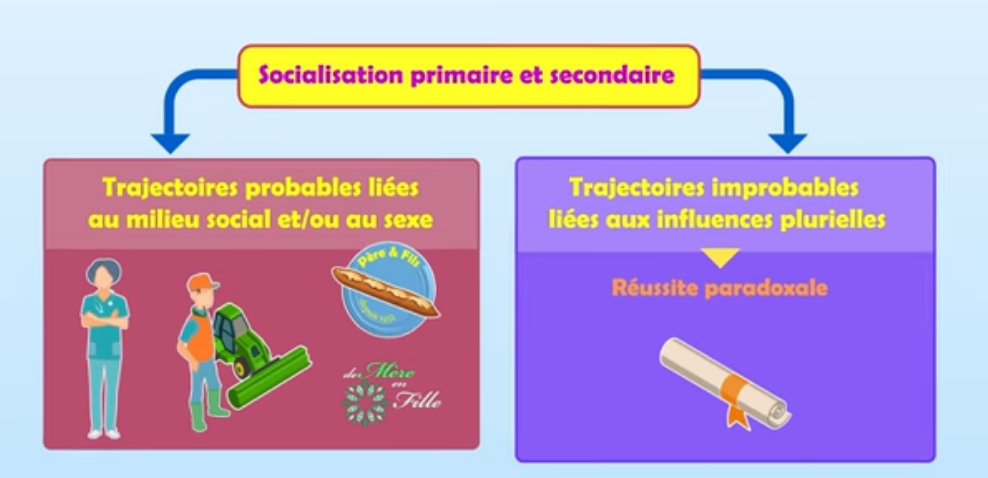 Socialisation primaire et secondaire
Trajectoires probables liées
au milieu social et/ou au sexe
Père & Fils
de Mère
en
Fille
Trajectoires improbables
liées aux influences plurielles
Réussite paradoxale